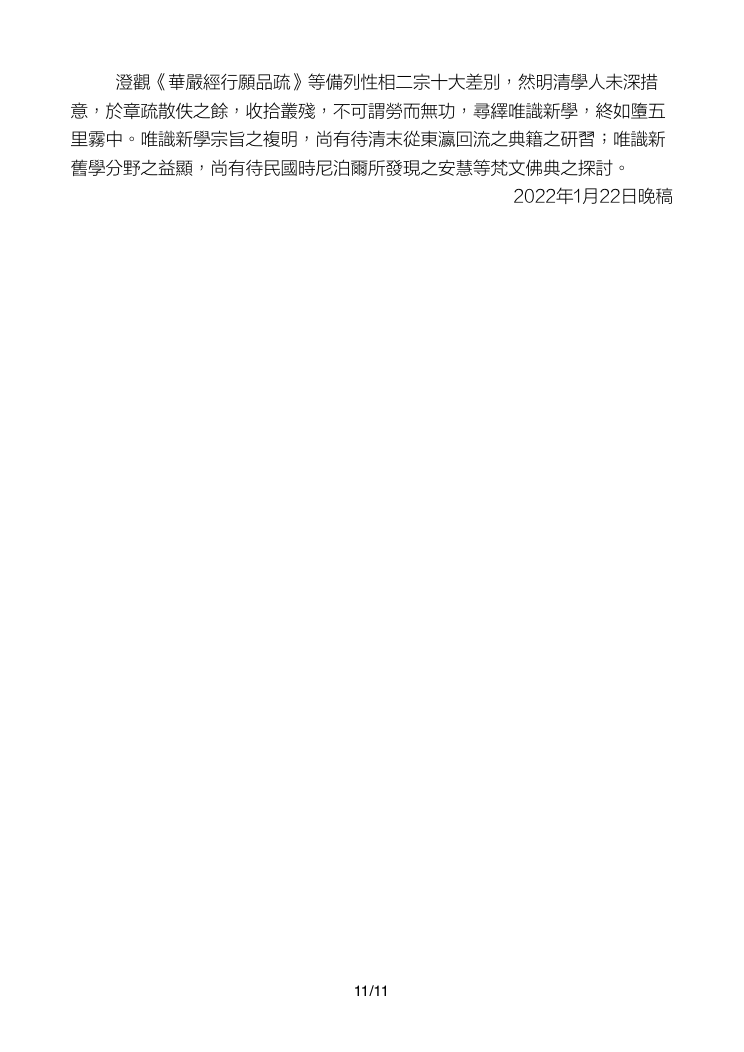 澄觀《華嚴經行願品疏》等備列性相二宗十大差別，然明清學人未深措
意，於章疏散佚之餘，收拾叢殘，不可謂勞而無功，尋繹唯識新學，終如墮五
里霧中。唯識新學宗旨之複明，尚有待清末從東瀛回流之典籍之研習；唯識新
舊學分野之益顯，尚有待民國時尼泊爾所發現之安慧等梵文佛典之探討。
2022年1月22日晚稿
11/11